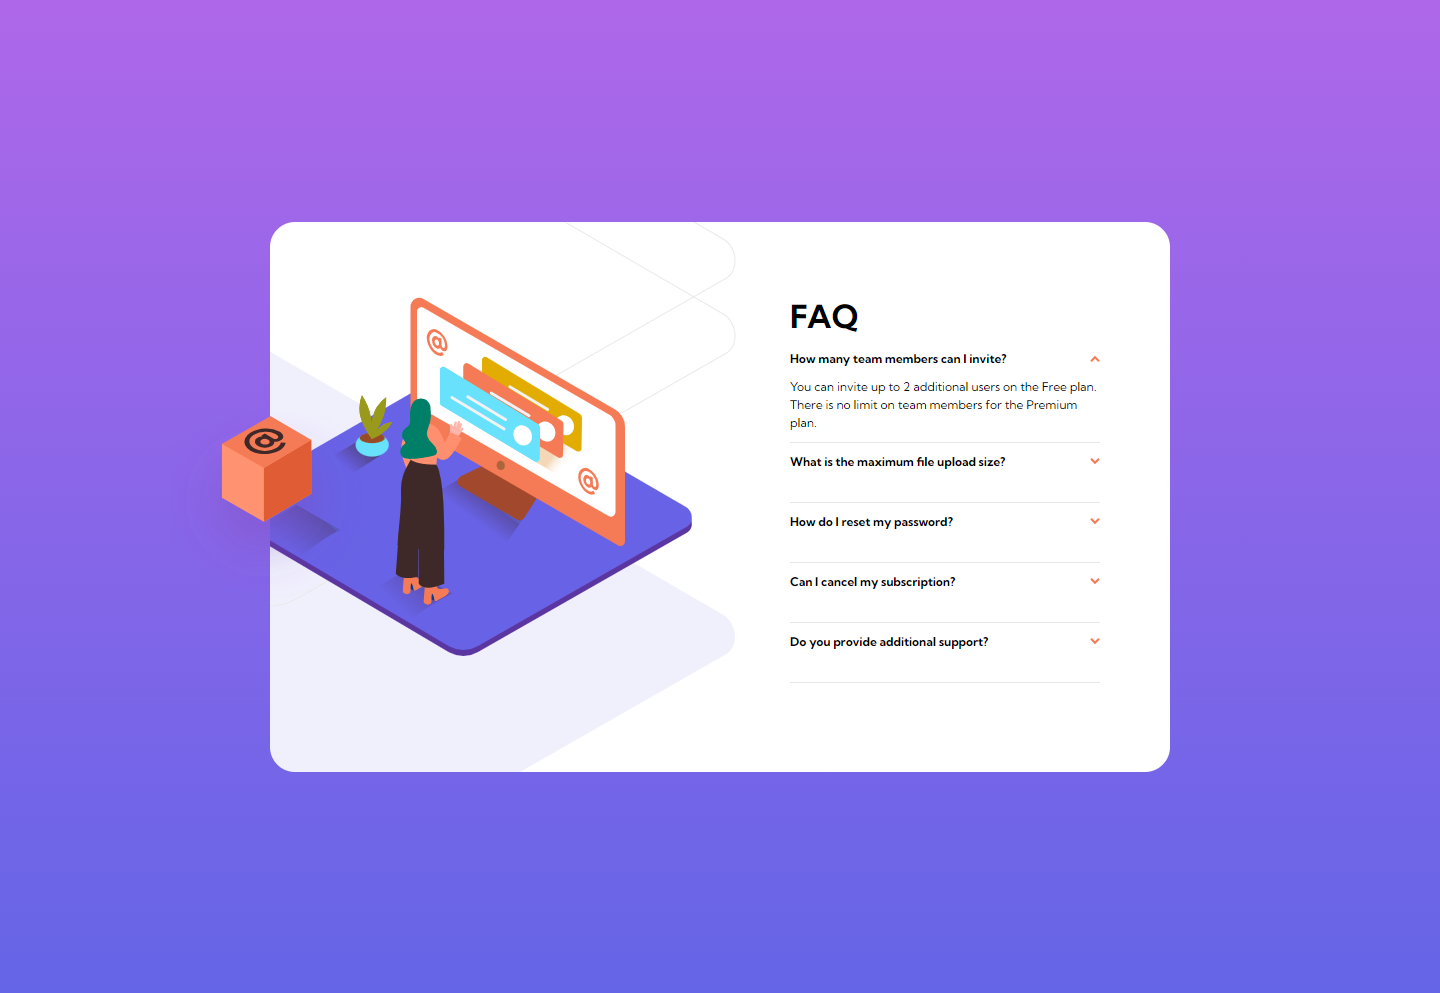 FAQ
How many team members can I invite?
You can invite up to 2 additional users on the Free plan.
There is no limit on team members for the Premium
plan.
What is the maximum file upload size?
How do I reset my password?
Can I cancel my subscription?
Do you provide additional support?
@
@
@